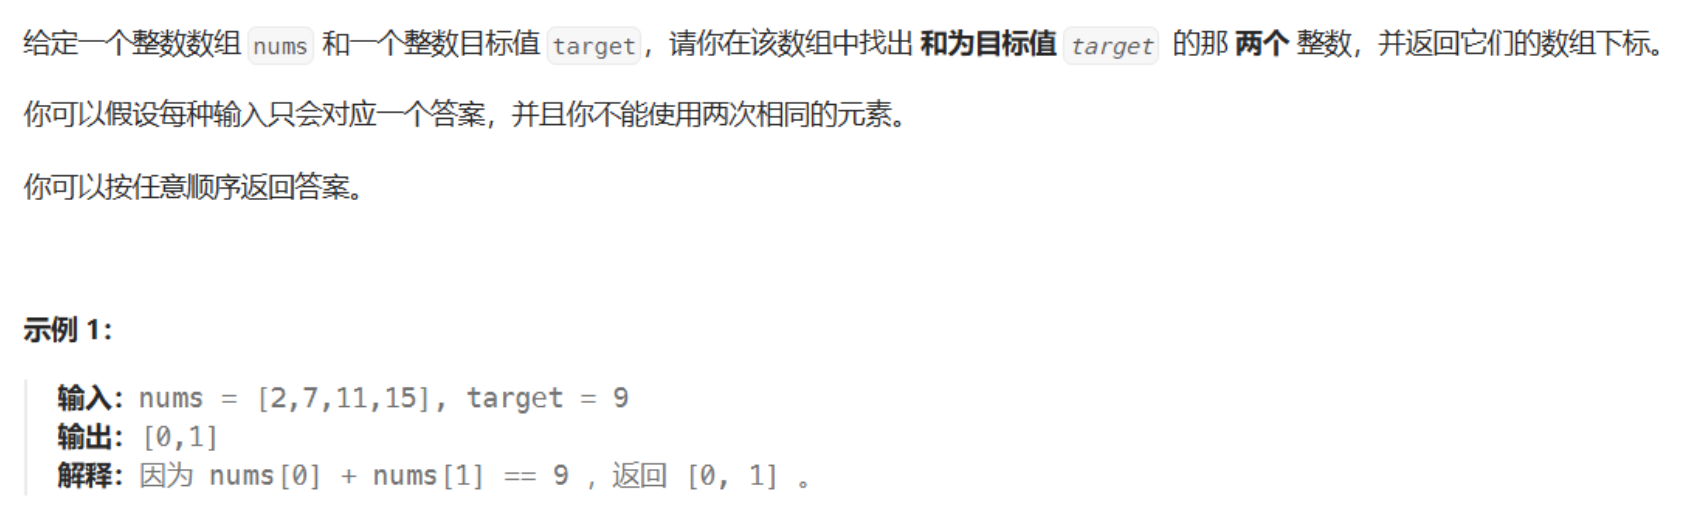 给定一个整数数组 nums 和一个整数目标值 target，请你在该数组中找出 和为目标值 target 的那 两个 整数，并返回它们的数组下标。
你可以假设每种输入只会对应一个答案，并且你不能使用两次相同的元素。
你可以按任意顺序返回答案。
示例 1：
输入：nums = [2,7,11,15], target = 9
输出：[0,1]
解释：因为 nums[0] + nums[1] == 9 ，返回 [0, 1] 。